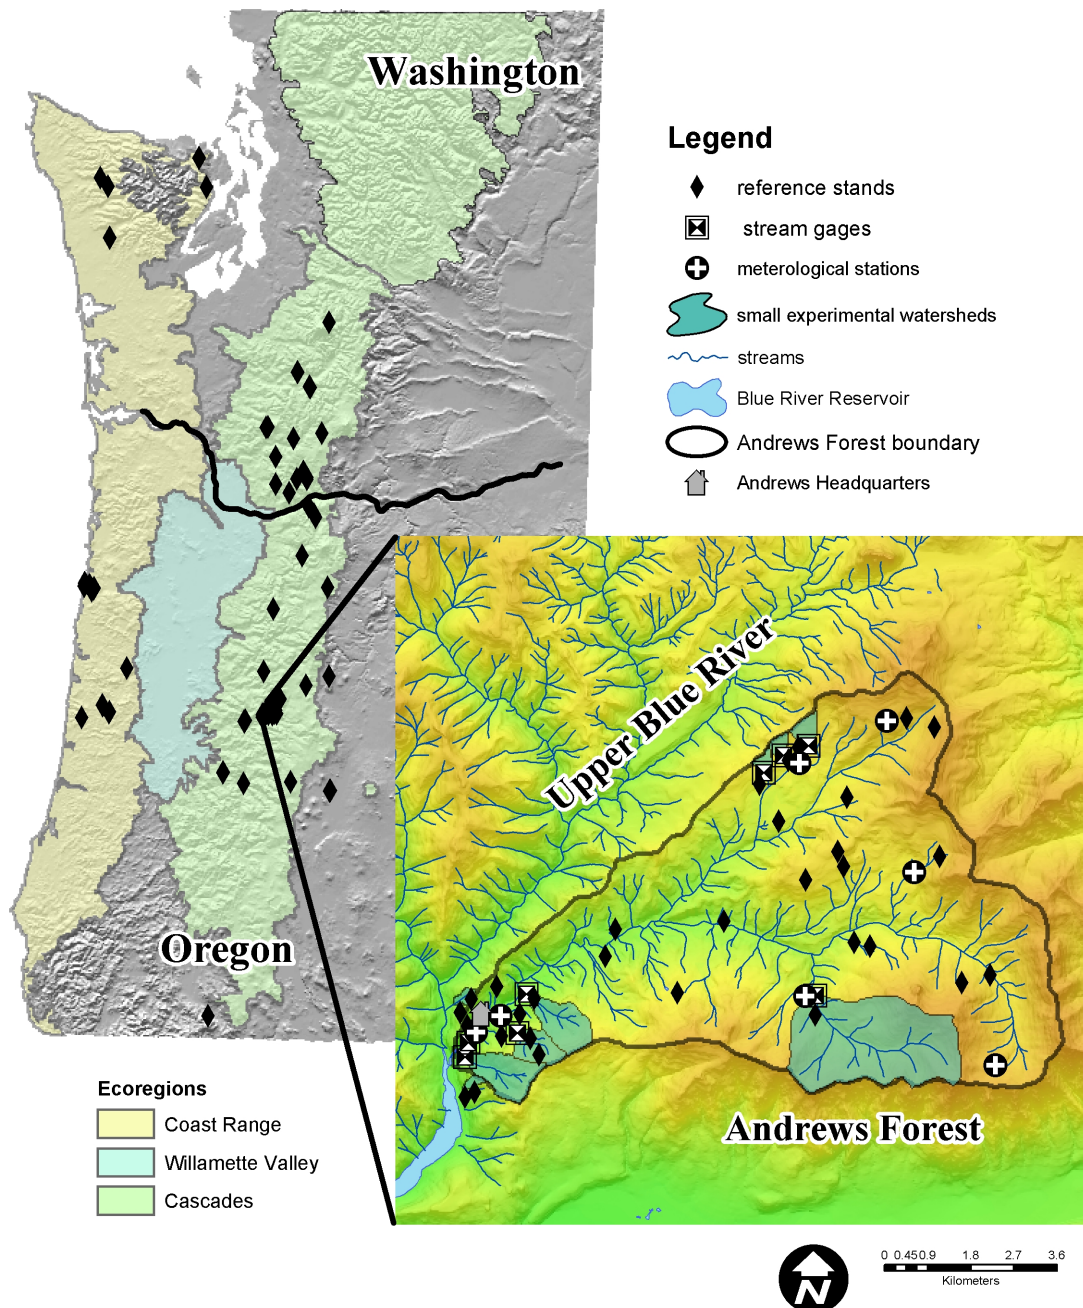 Washington
Legend
reference stands
stream gages
meterological stations
small experimental watersheds
streams
Blue River Reservoir
Andrews Forest boundary
Andrews Headquarters
Upper Blue River
Oregon
Andrews Forest
Ecoregions
Coast Range
Willamette Valley
Cascades
N
0 0.450.9 1.8 2.7 3.6
Kilometers